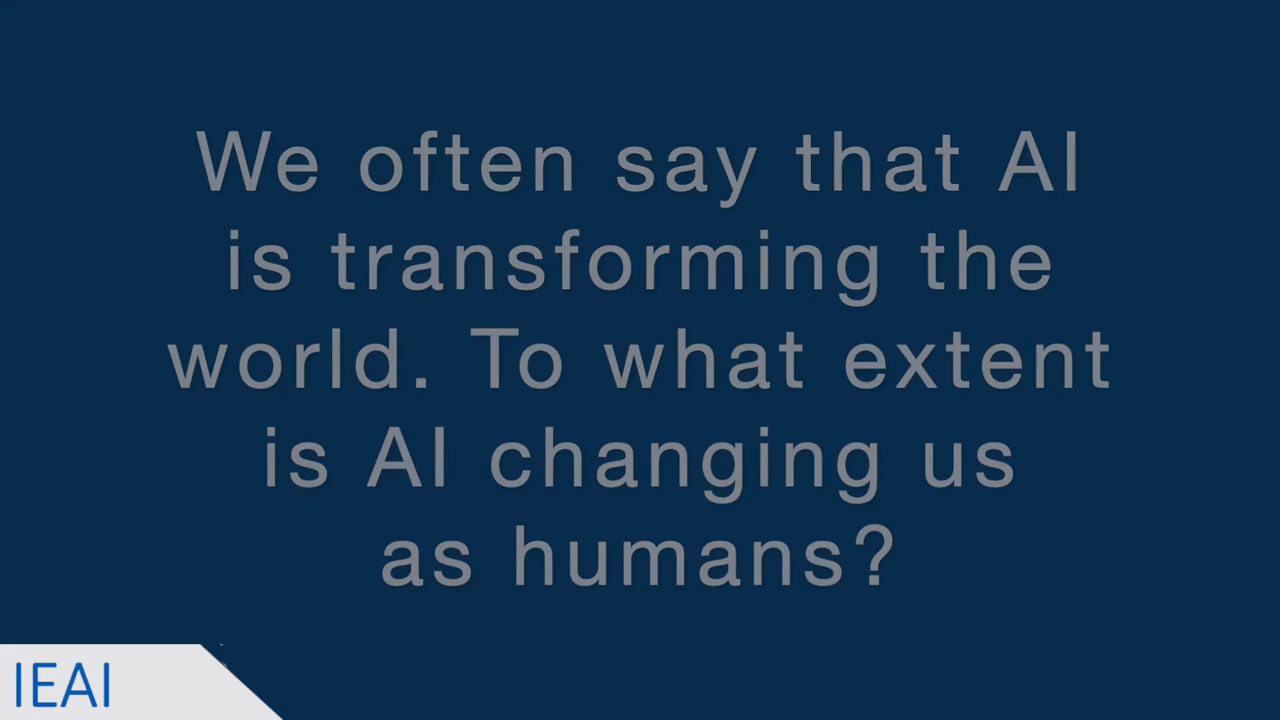 We often say that AI
is transforming the
world. To what extent
is AI changing us
as humans?
IEAI